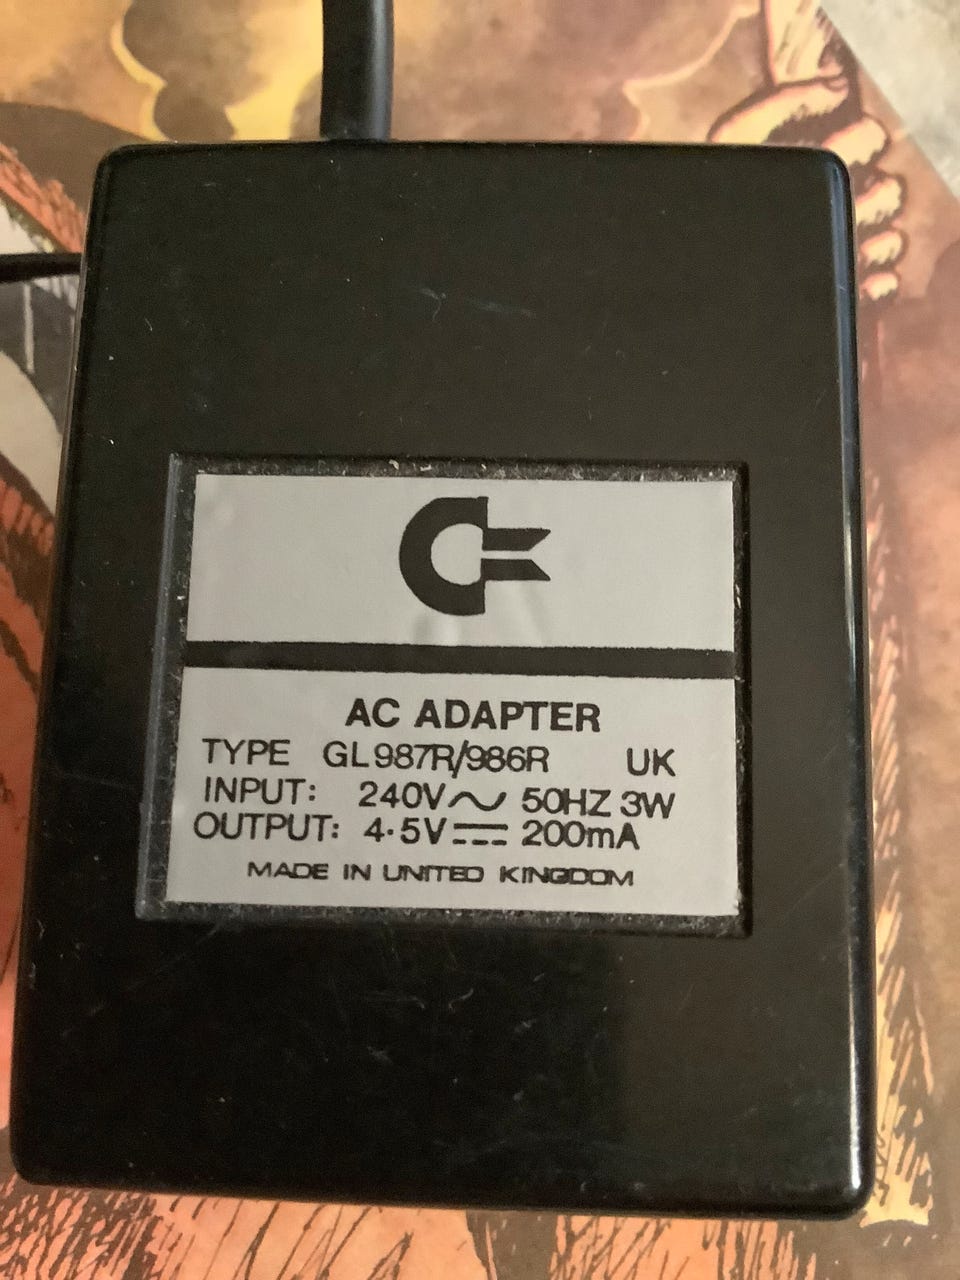 AC ADAPTER
TYPE GL987R/986R UK
INPUT: 240V～ 50HZ 3W
OUTPUT: 4·5V⎓ 200mA
MADE IN UNITED KINGDOM